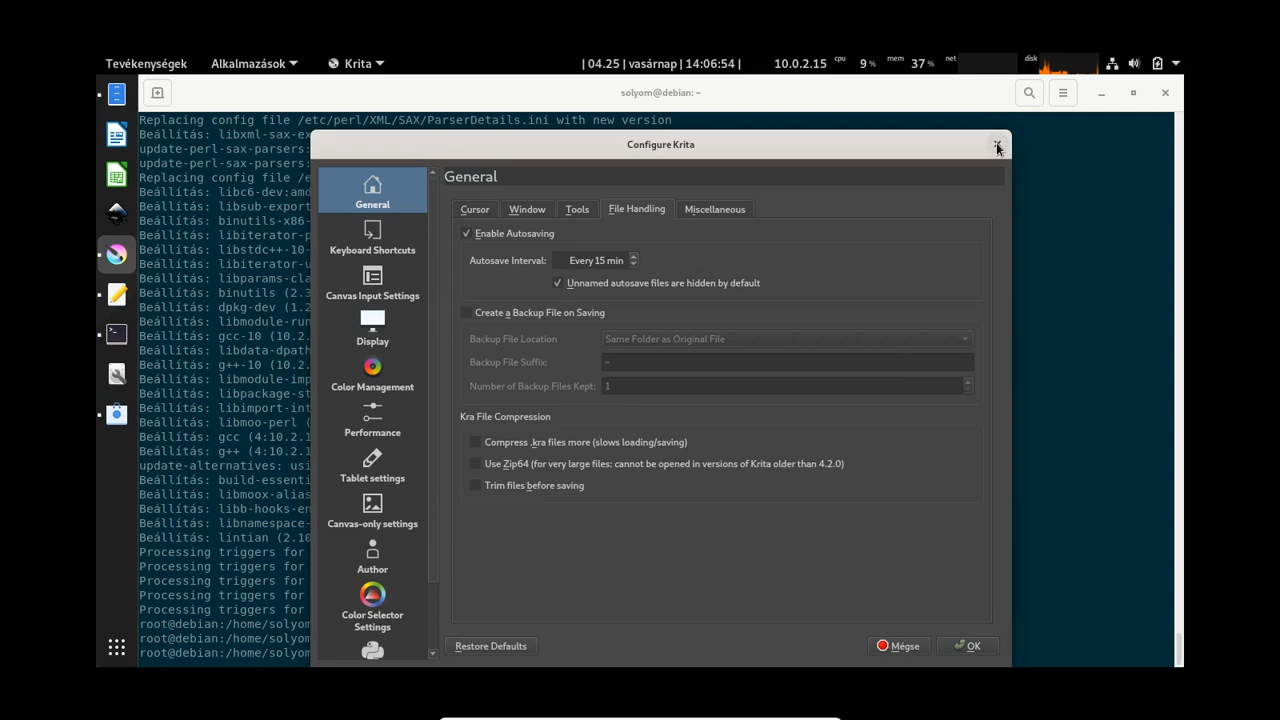 Tevékenységek Alkalmazások Krita | 04.25 | vasárnap | 14:06:54 | 10.0.2.15 cpu 9 % mem 37 % net disk
solyom@debian: ~
Replacing config file /etc/perl/XML/SAX/ParserDetails.ini with new version
Beállítás: libxml-sax-ex
update-perl-sax-parsers:
update-perl-sax-parsers:
Replacing config file /e
Beállítás: libc6-dev:amd
Beállítás: libsub-export
Beállítás: binutils-x86-
Beállítás: libiterator-p
Beállítás: libstdc++-10-
Beállítás: libiterator-u
Beállítás: libparams-cla
Beállítás: binutils (2.3
Beállítás: dpkg-dev (1.2
Beállítás: libmodule-run
Beállítás: gcc-10 (10.2.
Beállítás: libdata-dpath
Beállítás: g++-10 (10.2.
Beállítás: libmodule-imp
Beállítás: libpackage-st
Beállítás: libimport-int
Beállítás: libmoo-perl (
Beállítás: gcc (4:10.2.1
Beállítás: g++ (4:10.2.1
update-alternatives: usi
Beállítás: build-essenti
Beállítás: libmoox-alias
Beállítás: libb-hooks-en
Beállítás: libnamespace-
Beállítás: lintian (2.10
Processing triggers for
Processing triggers for
Processing triggers for
Processing triggers for
Processing triggers for
root@debian:/home/solyom
root@debian:/home/solyom
root@debian:/home/solyom
Configure Krita
General
Keyboard Shortcuts
Canvas Input Settings
Display
Color Management
Performance
Tablet settings
Canvas-only settings
Author
Color Selector
Settings
General
Cursor Window Tools File Handling Miscellaneous
Enable Autosaving
Autosave Interval: Every 15 min
Unnamed autosave files are hidden by default
Create a Backup File on Saving
Backup File Location Same Folder as Original File
Backup File Suffix: ~
Number of Backup Files Kept: 1
Kra File Compression
Compress .kra files more (slows loading/saving)
Use Zip64 (for very large files: cannot be opened in versions of Krita older than 4.2.0)
Trim files before saving
Restore Defaults Mégse OK